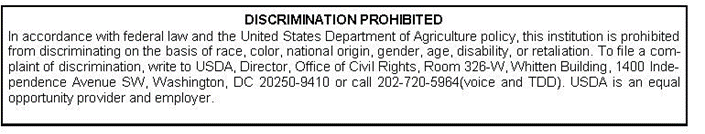 DISCRIMINATION PROHIBITED
In accordance with federal law and the United States Department of Agriculture policy, this institution is prohibited
from discriminating on the basis of race, color, national origin, gender, age, disability, or retaliation. To file a com-
plaint of discrimination, write to USDA, Director, Office of Civil Rights, Room 326-W, Whitten Building, 1400 Inde-
pendence Avenue SW, Washington, DC 20250-9410 or call 202-720-5964(voice and TDD). USDA is an equal
opportunity provider and employer.